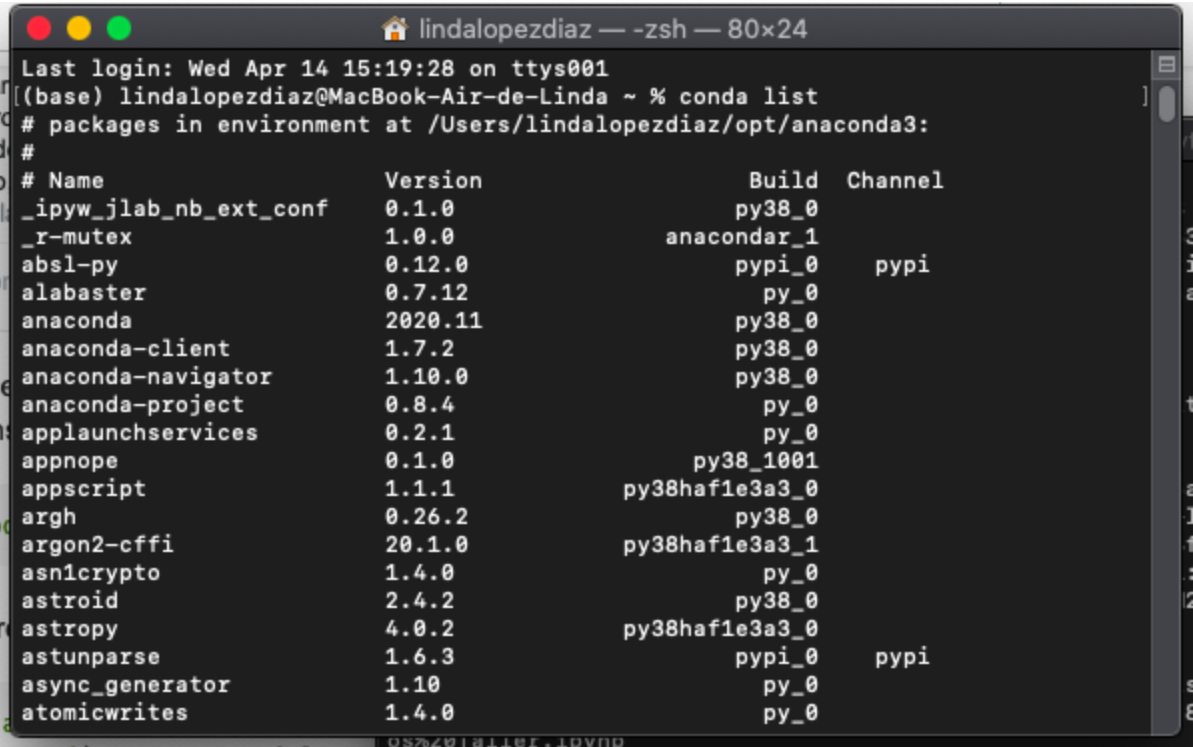 lindalopezdiaz — -zsh — 80×24
Last login: Wed Apr 14 15:19:28 on ttys001
[(base) lindalopezdiaz@MacBook-Air-de-Linda ~ % conda list ]
# packages in environment at /Users/lindalopezdiaz/opt/anaconda3:
#
# Name Version Build Channel
_ipyw_jlab_nb_ext_conf 0.1.0 py38_0
_r-mutex 1.0.0 anacondar_1
absl-py 0.12.0 pypi_0 pypi
alabaster 0.7.12 py_0
anaconda 2020.11 py38_0
anaconda-client 1.7.2 py38_0
anaconda-navigator 1.10.0 py38_0
anaconda-project 0.8.4 py_0
applaunchservices 0.2.1 py_0
appnope 0.1.0 py38_1001
appscript 1.1.1 py38haf1e3a3_0
argh 0.26.2 py38_0
argon2-cffi 20.1.0 py38haf1e3a3_1
asn1crypto 1.4.0 py_0
astroid 2.4.2 py38_0
astropy 4.0.2 py38haf1e3a3_0
astunparse 1.6.3 pypi_0 pypi
async_generator 1.10 py_0
atomicwrites 1.4.0 py_0
os%20Taller.ipynb